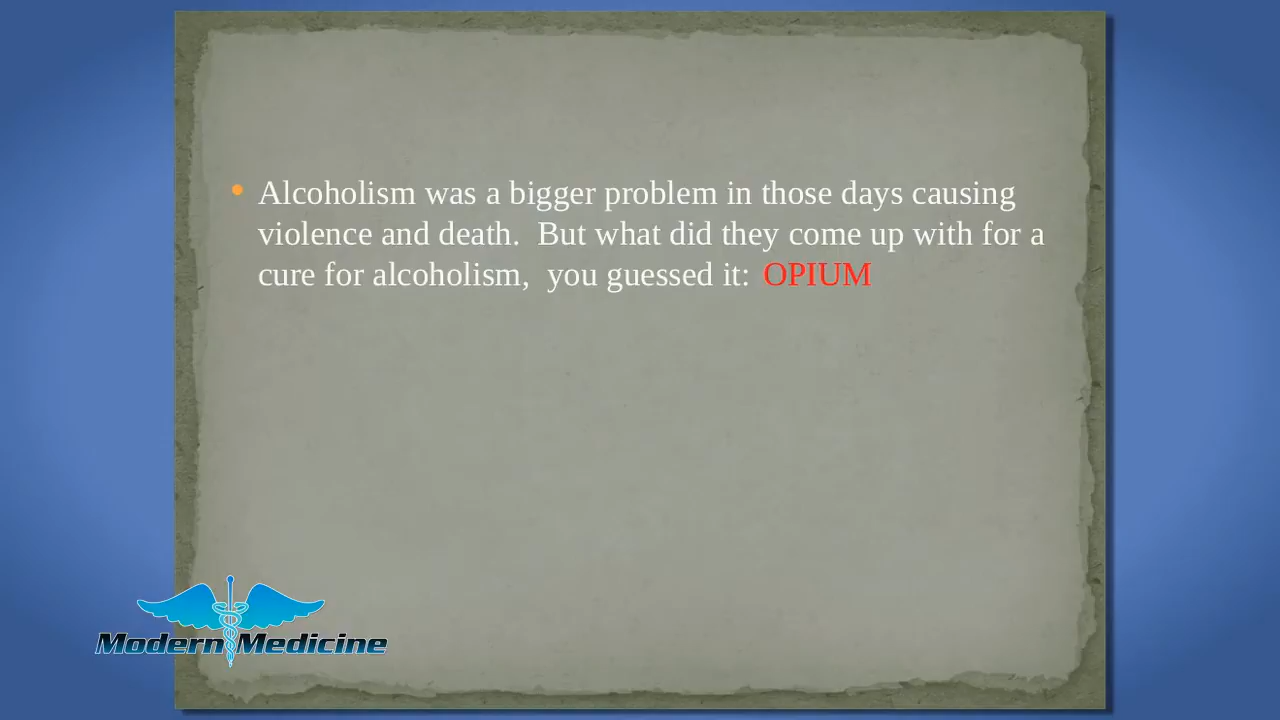 Alcoholism was a bigger problem in those days causing
violence and death.  But what did they come up with for a
cure for alcoholism,  you guessed it:  OPIUM
Modern Medicine